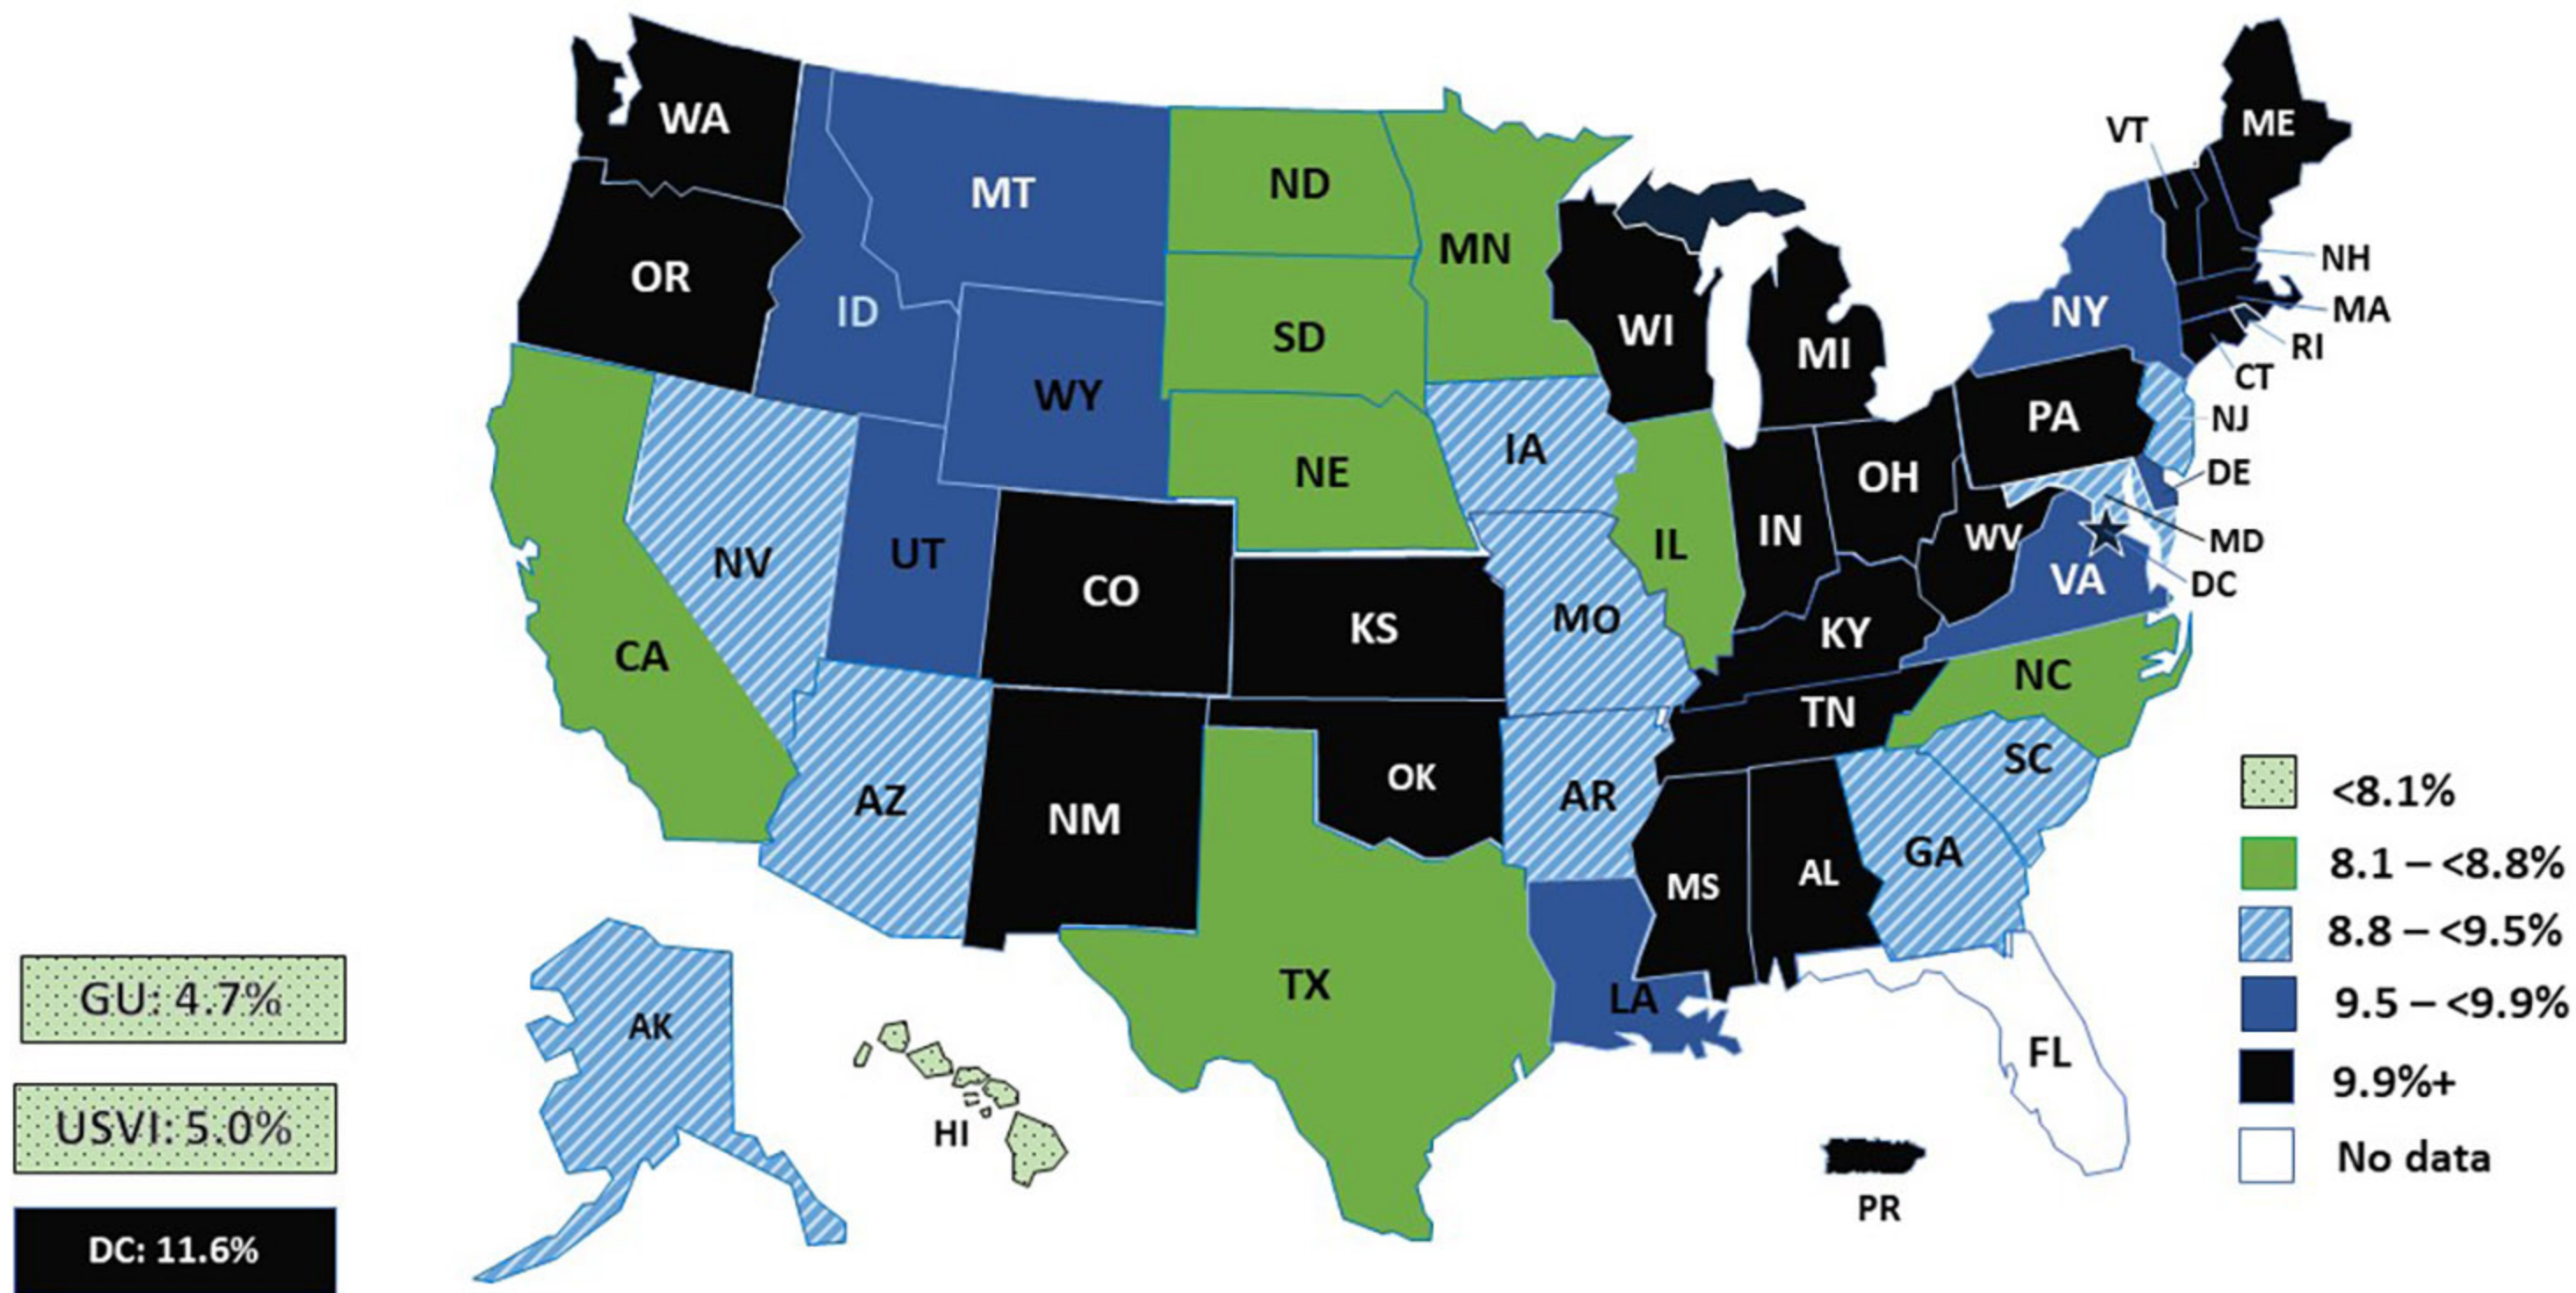 WA
ME
VT
MT
ND
MN
OR
NH
ID
NY
MA
SD
WI
MI
RI
CT
WY
PA
NJ
IA
NE
OH
DE
IN
WV
MD
NV
UT
IL
VA
DC
CO
KS
MO
KY
CA
NC
TN
SC
OK
AZ
NM
AR
GA
MS
AL
TX
LA
FL
AK
HI
PR
GU: 4.7%
USVI: 5.0%
DC: 11.6%
<8.1%
8.1 – <8.8%
8.8 – <9.5%
9.5 – <9.9%
9.9%+
No data